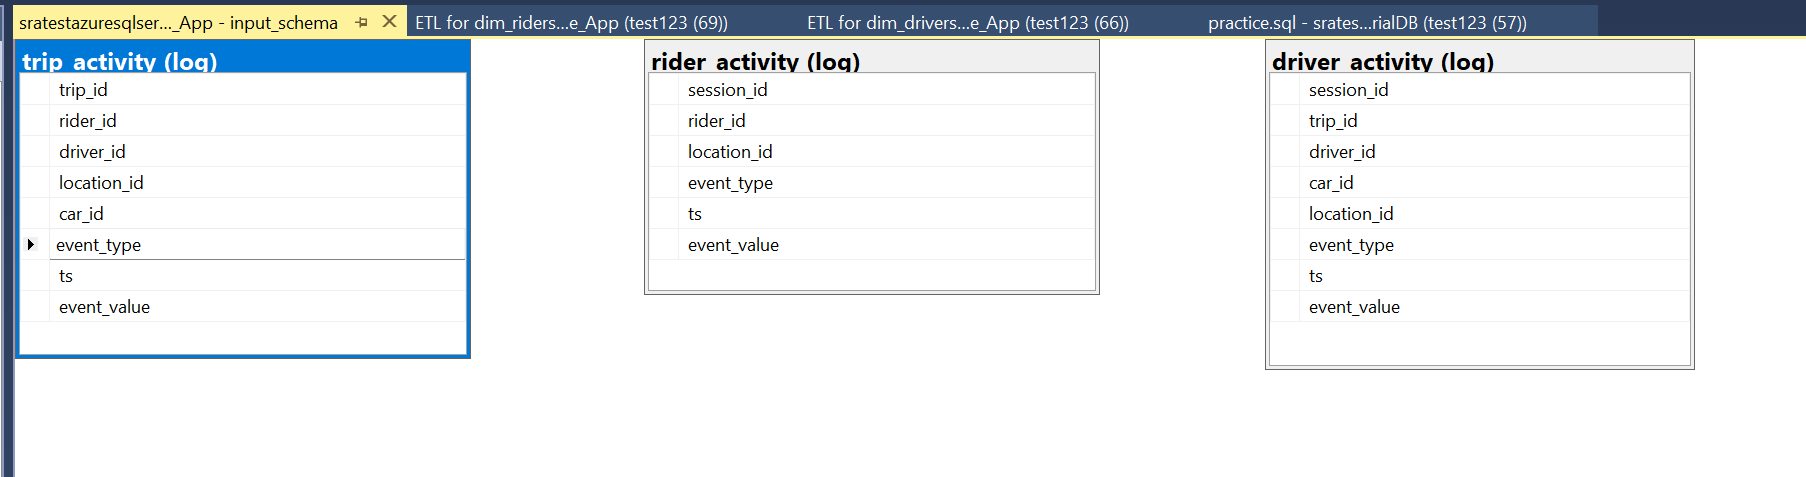 sratestazuresqlser..._App - input_schema
ETL for dim_riders...e_App (test123 (69))
ETL for dim_drivers...e_App (test123 (66))
practice.sql - srates...rialDB (test123 (57))
trip_activity (log)
trip_id
rider_id
driver_id
location_id
car_id
event_type
ts
event_value
rider_activity (log)
session_id
rider_id
location_id
event_type
ts
event_value
driver_activity (log)
session_id
trip_id
driver_id
car_id
location_id
event_type
ts
event_value